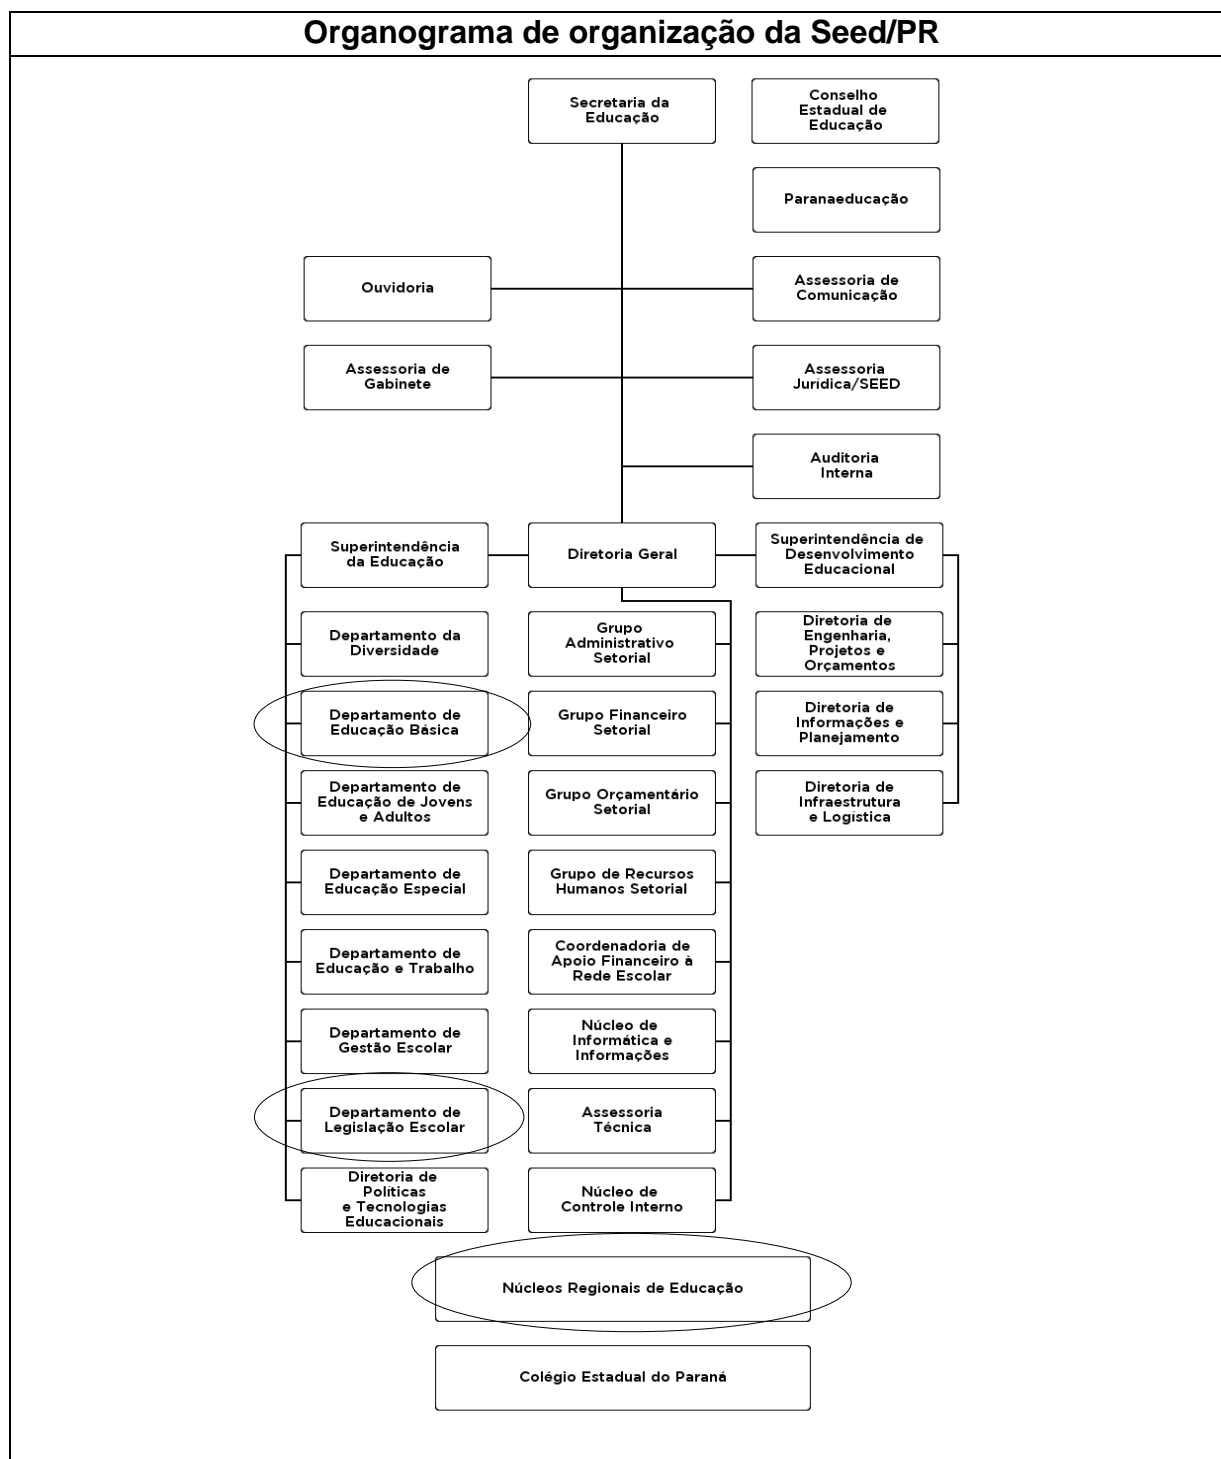 Organograma de organização da Seed/PR
Secretaria da
Educação
Conselho
Estadual de
Educação
Paranaeducação
Ouvidoria
Assessoria de
Comunicação
Assessoria de
Gabinete
Assessoria
Jurídica/SEED
Auditoria
Interna
Superintendência
da Educação
Diretoria Geral
Superintendência de
Desenvolvimento
Educacional
Departamento da
Diversidade
Grupo
Administrativo
Setorial
Diretoria de
Engenharia,
Projetos e
Orçamentos
Departamento de
Educação Básica
Grupo Financeiro
Setorial
Diretoria de
Informações e
Planejamento
Departamento de
Educação de Jovens
e Adultos
Grupo Orçamentário
Setorial
Diretoria de
Infraestrutura
e Logística
Departamento de
Educação Especial
Grupo de Recursos
Humanos Setorial
Departamento de
Educação e Trabalho
Coordenadoria de
Apoio Financeiro à
Rede Escolar
Departamento de
Gestão Escolar
Núcleo de
Informática e
Informações
Departamento de
Legislação Escolar
Assessoria
Técnica
Diretoria de
Políticas
e Tecnologias
Educacionais
Núcleo de
Controle Interno
Núcleos Regionais de Educação
Colégio Estadual do Paraná